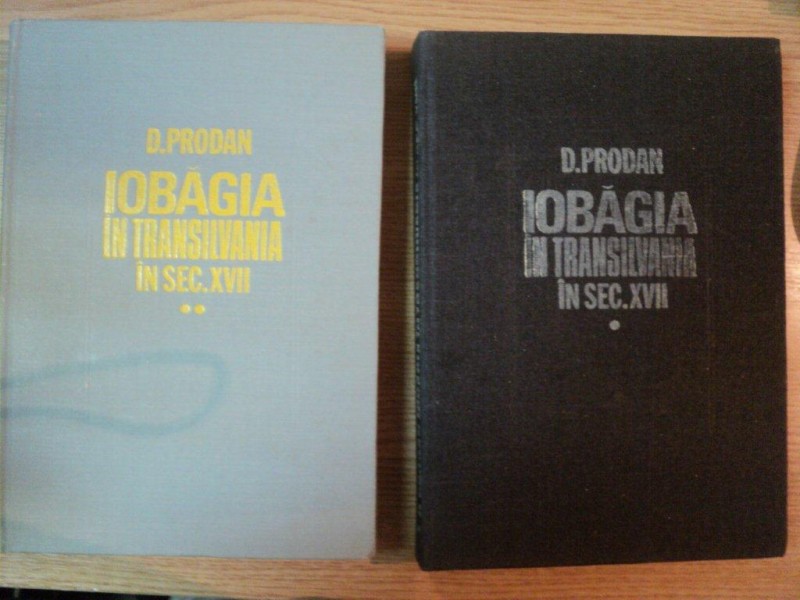 D.PRODAN
IOBĂGIA
IN TRANSILVANIA
ÎN SEC.XVII
D.PRODAN
IOBĂGIA
IN TRANSILVANIA
ÎN SEC.XVII